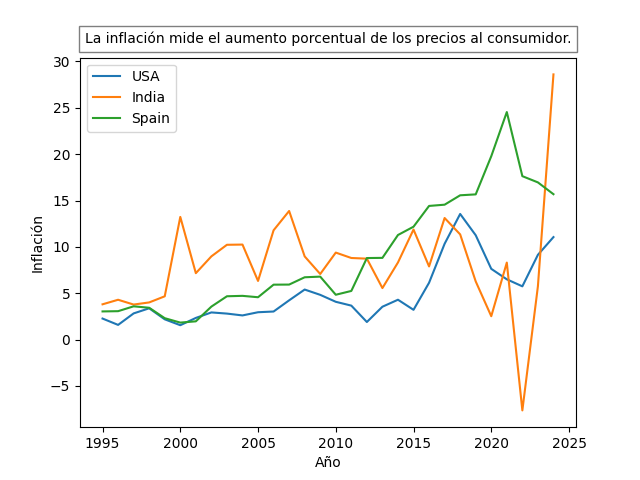 La inflación mide el aumento porcentual de los precios al consumidor.
USA
India
Spain
Inflación
30
25
20
15
10
5
0
−5
1995
2000
2005
2010
2015
2020
2025
Año